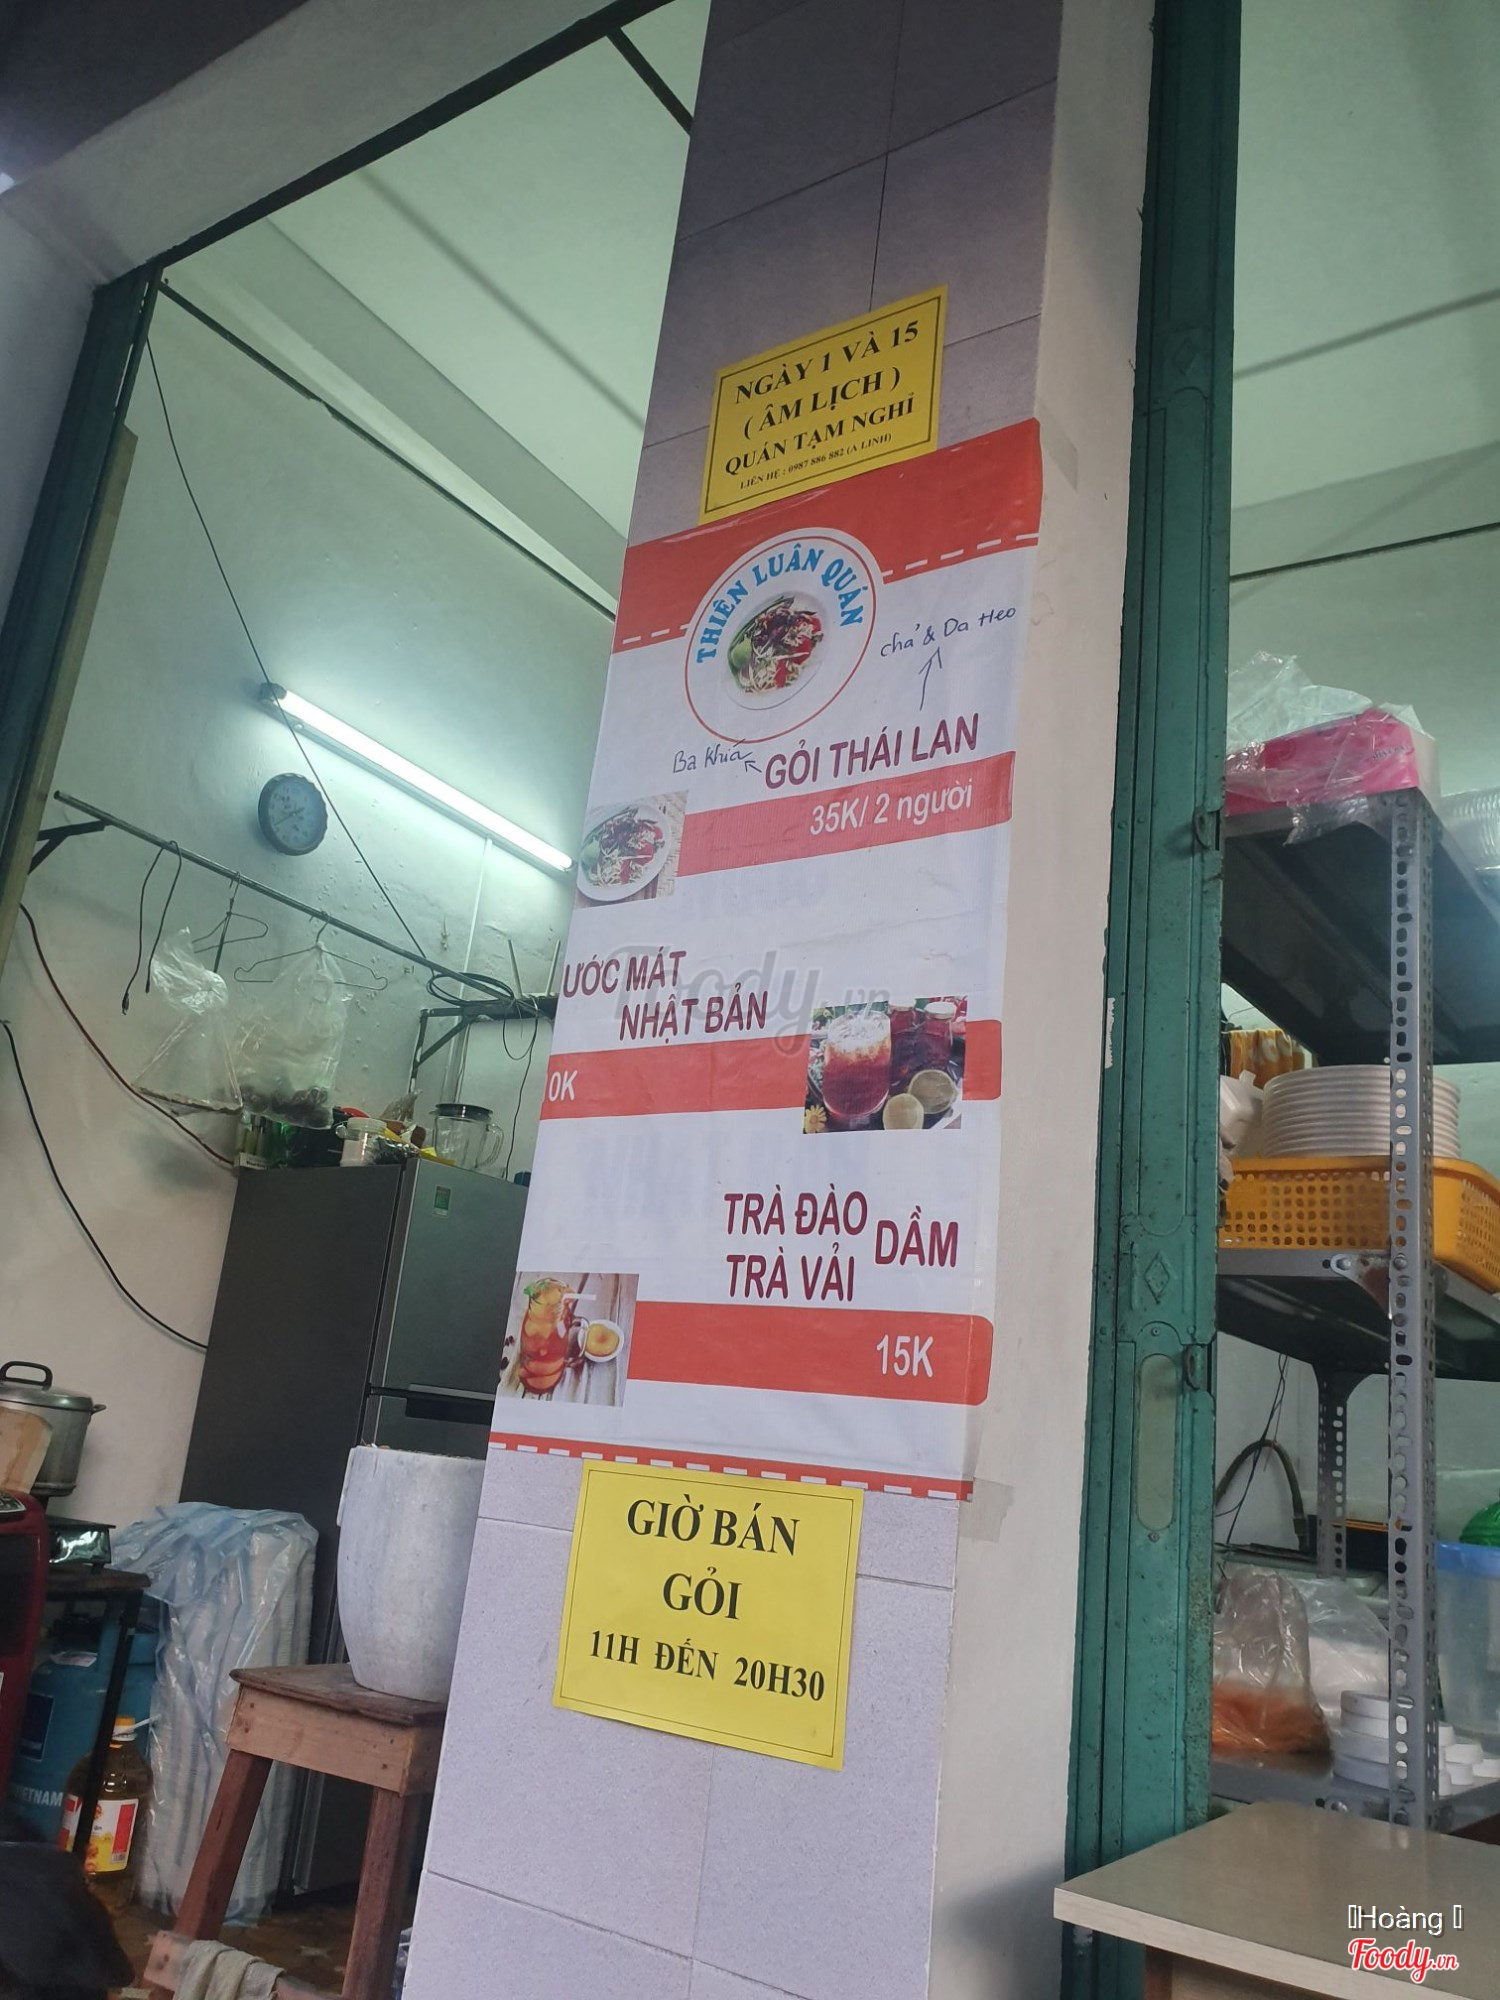 NGÀY 1 VÀ 15
( ÂM LỊCH )
QUÁN TẠM NGHỈ
LIÊN HỆ : 0987 886 882 (A LINH)
THIÊN LUÂN QUÁN
chả & Da Heo
Ba Khía
GỎI THÁI LAN
35K/ 2 người
ƯỚC MÁT
NHẬT BẢN
0K
Foody.vn
TRÀ ĐÀO
TRÀ VẢI
DẦM
15K
GIỜ BÁN
GỎI
11H ĐẾN 20H30
Hoàng
Foody.vn